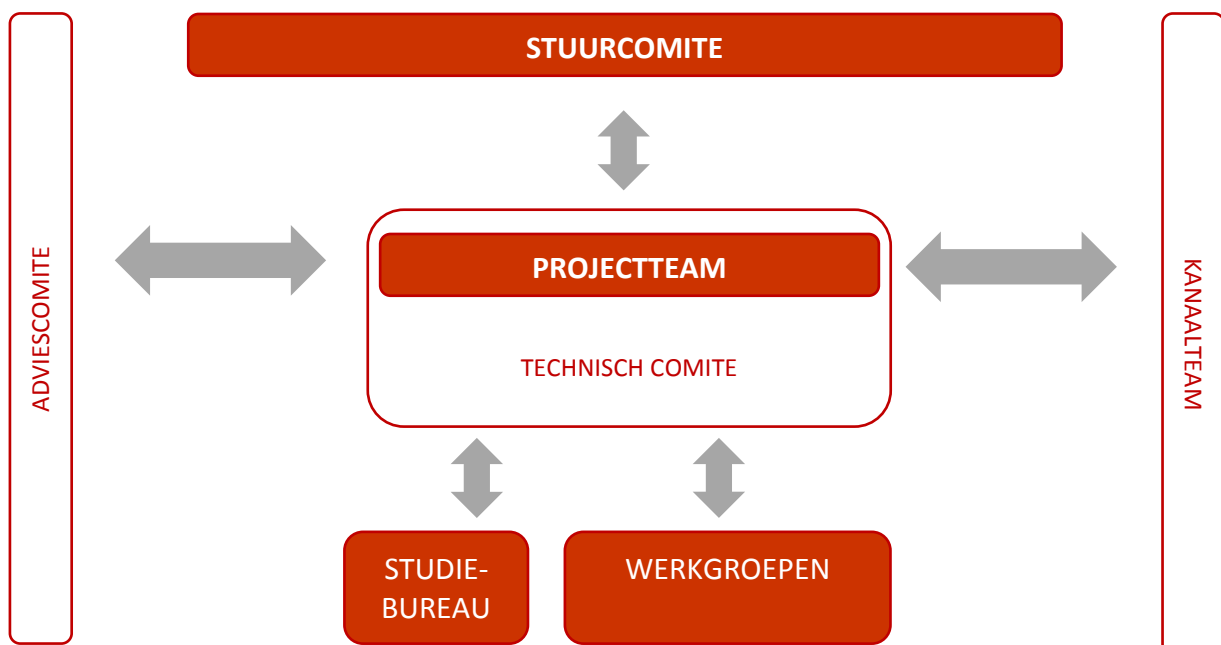 STUURCOMITE
ADVIESCOMITE
PROJECTTEAM
TECHNISCH COMITE
KANAALTEAM
STUDIE-
BUREAU
WERKGROEPEN